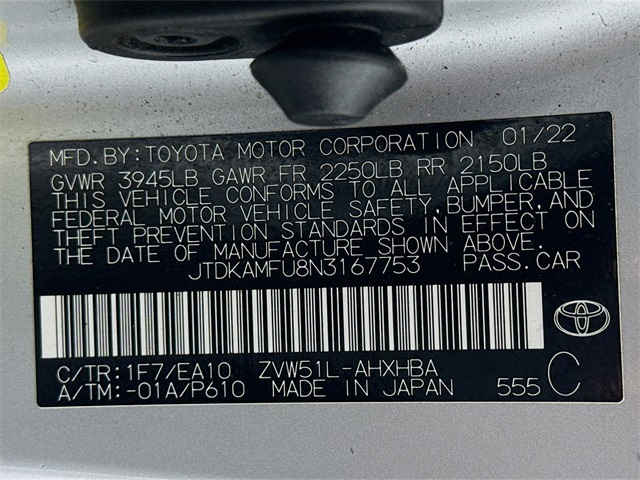 MFD.BY:TOYOTA MOTOR CORPORATION 01/22
GVWR 3945LB GAWR FR 2250LB RR 2150LB
THIS VEHICLE CONFORMS TO ALL APPLICABLE
FEDERAL MOTOR VEHICLE SAFETY,BUMPER,AND
THEFT PREVENTION STANDARDS IN EFFECT ON
THE DATE OF MANUFACTURE SHOWN ABOVE.
JTDKAMFU8N3167753 PASS.CAR
C/TR:1F7/EA10 ZVW51L-AHXHBA
A/TM:-01A/P610 MADE IN JAPAN 555 C